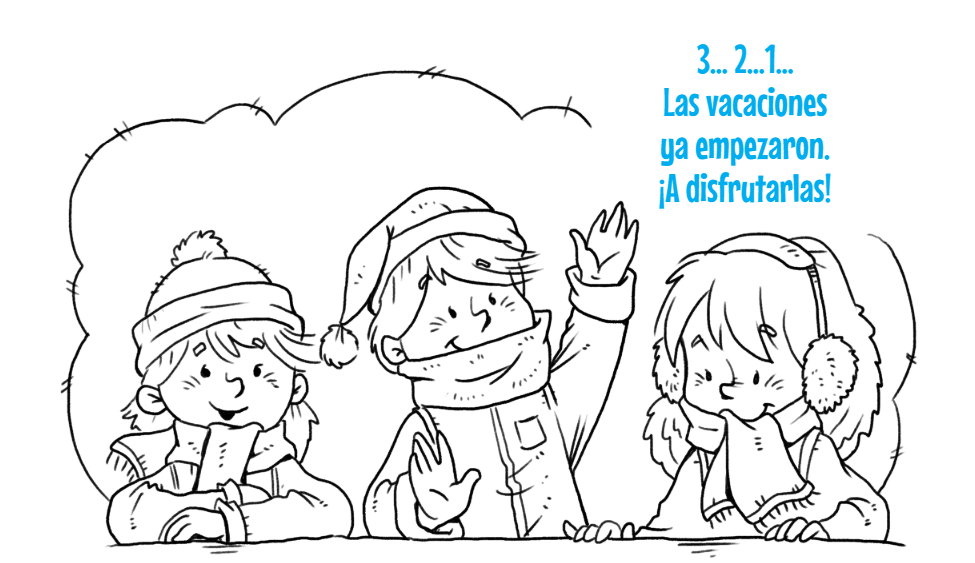 3... 2...1...
Las vacaciones
ya empezaron.
¡A disfrutarlas!